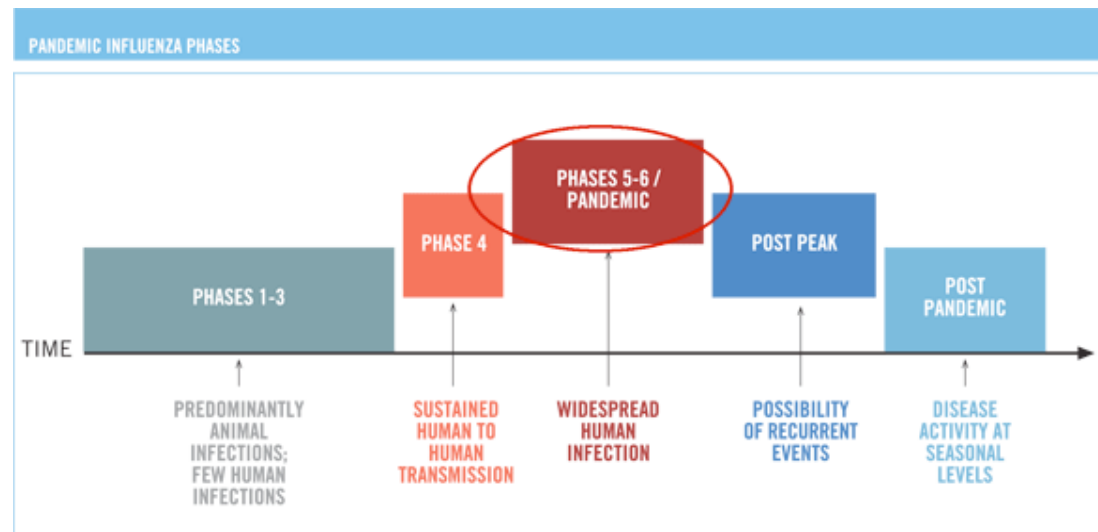 PANDEMIC INFLUENZA PHASES
PHASES 5-6 /
PANDEMIC
PHASE 4
POST PEAK
PHASES 1-3
POST
PANDEMIC
TIME
PREDOMINANTLY
ANIMAL
INFECTIONS;
FEW HUMAN
INFECTIONS
SUSTAINED
HUMAN TO
HUMAN
TRANSMISSION
WIDESPREAD
HUMAN
INFECTION
POSSIBILITY
OF RECURRENT
EVENTS
DISEASE
ACTIVITY AT
SEASONAL
LEVELS